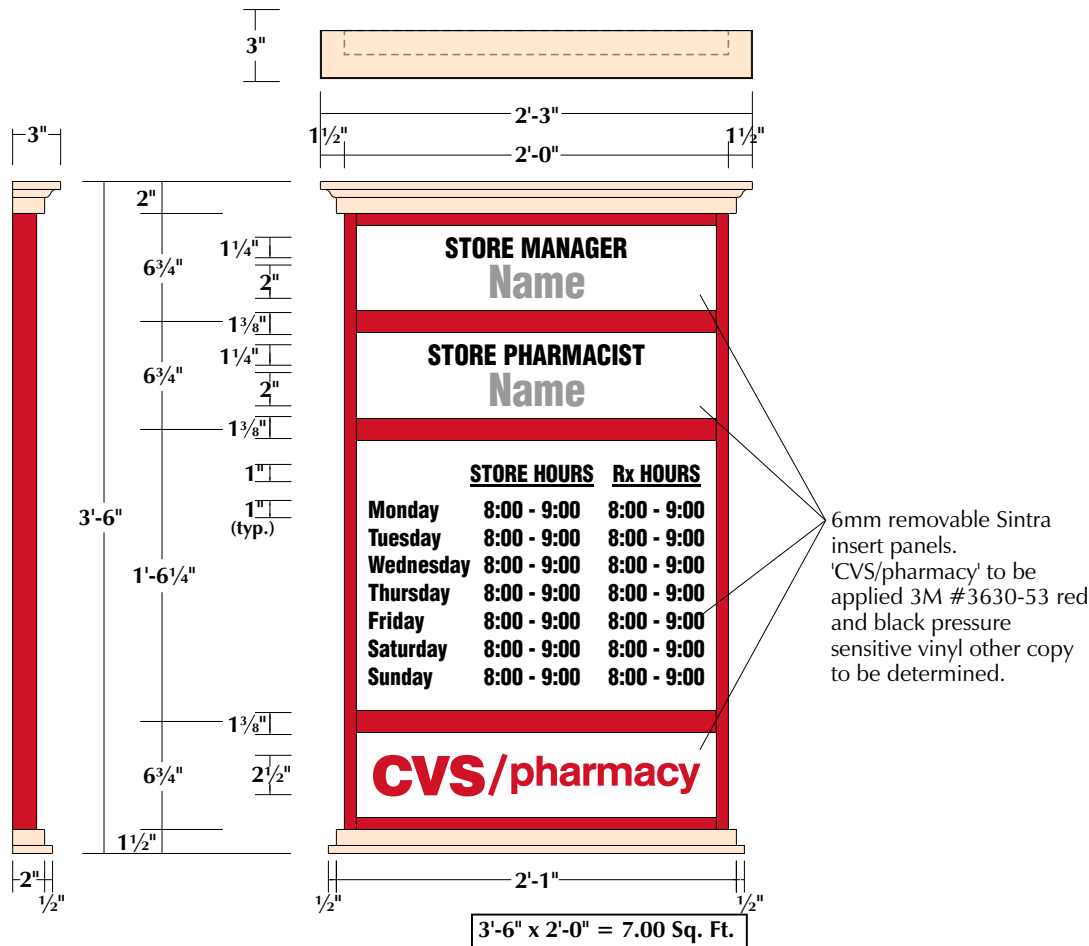 3"
2'-3"
1½" 1½"
2'-0"
3"
2"
1¼"
6¾"
2"
1⅜"
1¼"
6¾"
2"
1⅜"
1"
3'-6"
1"
(typ.)
1'-6¼"
1⅜"
6¾"
2½"
1½"
2"
½"
STORE MANAGER
Name
STORE PHARMACIST
Name
STORE HOURS Rx HOURS
Monday 8:00 - 9:00 8:00 - 9:00
Tuesday 8:00 - 9:00 8:00 - 9:00
Wednesday 8:00 - 9:00 8:00 - 9:00
Thursday 8:00 - 9:00 8:00 - 9:00
Friday 8:00 - 9:00 8:00 - 9:00
Saturday 8:00 - 9:00 8:00 - 9:00
Sunday 8:00 - 9:00 8:00 - 9:00
CVS/pharmacy
6mm removable Sintra
insert panels.
'CVS/pharmacy' to be
applied 3M #3630-53 red
and black pressure
sensitive vinyl other copy
to be determined.
2'-1"
½" ½"
3'-6" x 2'-0" = 7.00 Sq. Ft.